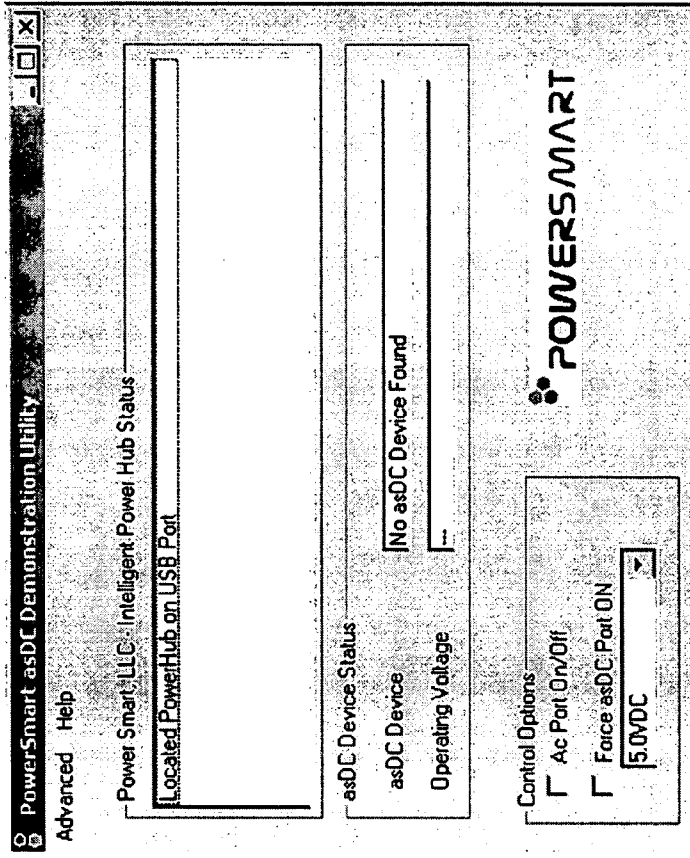 PowerSmart asDC Demonstration Utility
Advanced Help
Power Smart, LLC - Intelligent Power Hub Status
Located PowerHub on USB Port
asDC Device Status
asDC Device No asDC Device Found
Operating Voltage ---
Control Options
Ac Port On/Off
Force asDC Port ON
5.0VDC
POWERSMART